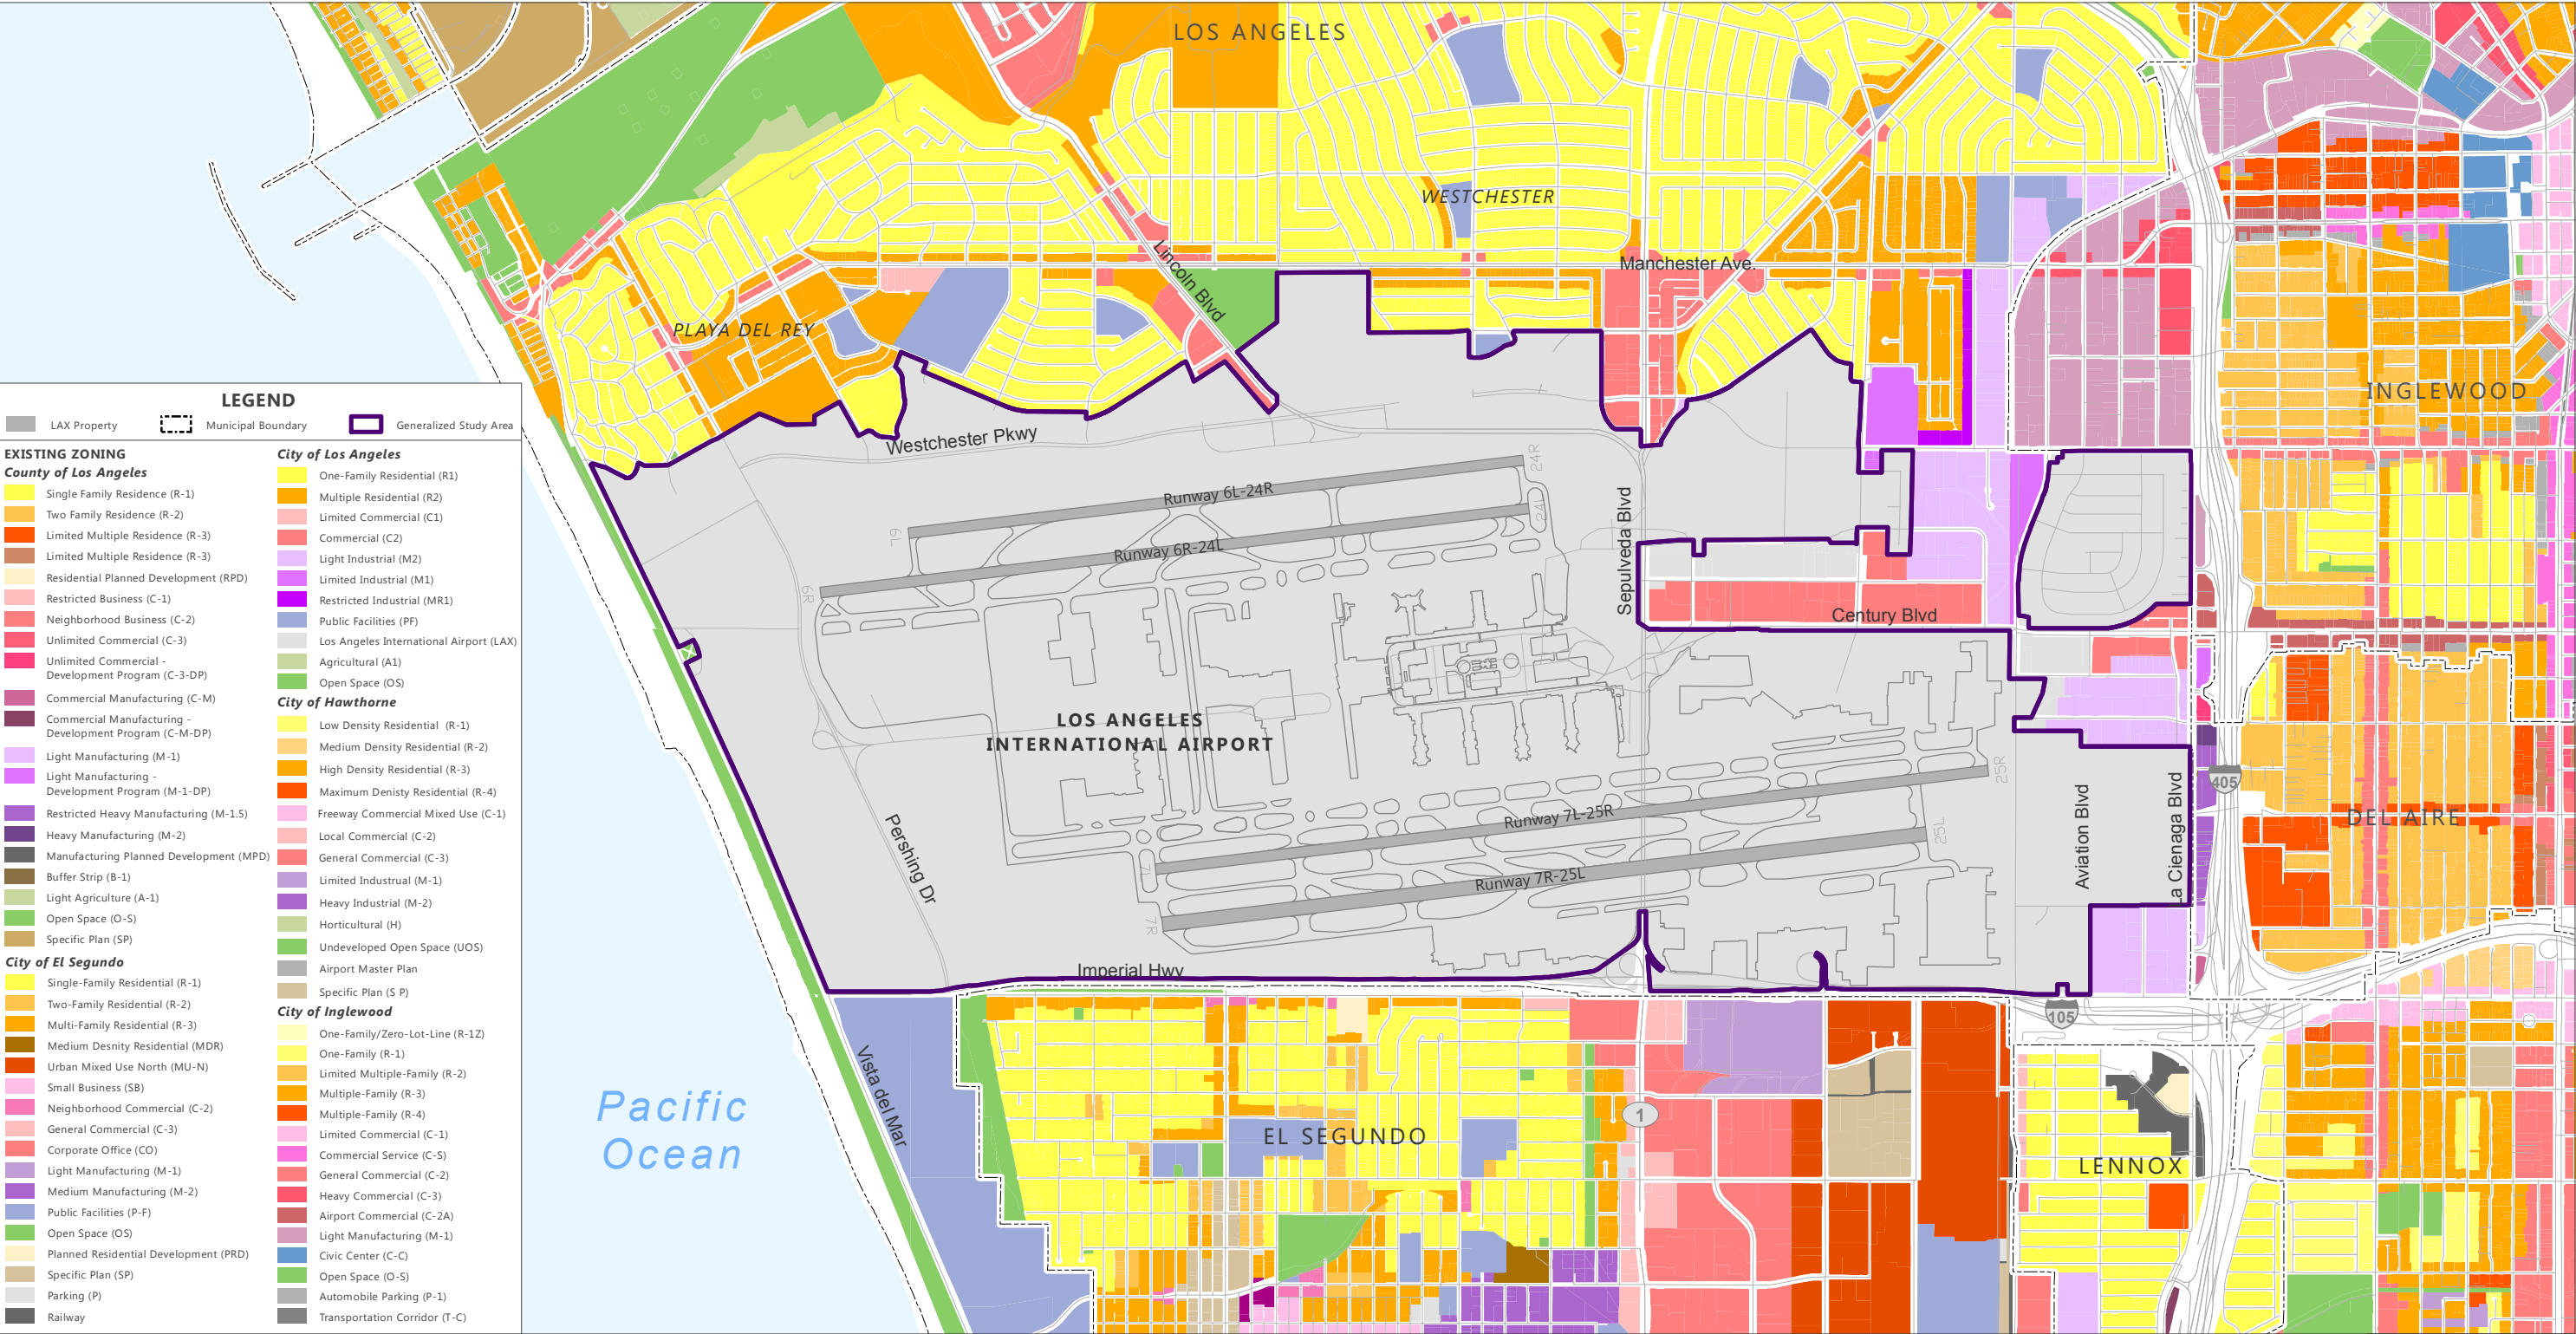 LOS ANGELES
WESTCHESTER
Manchester Ave.
Lincoln Blvd
PLAYA DEL REY
INGLEWOOD
Westchester Pkwy
24R
Runway 6L-24R
24L
6L
Runway 6R-24L
6R
Sepulveda Blvd
Century Blvd
LOS ANGELES
INTERNATIONAL AIRPORT
25R
405
Runway 7L-25R
DEL AIRE
25L
Aviation Blvd
La Cienaga Blvd
Pershing Dr
7L
Runway 7R-25L
7R
Imperial Hwy
105
Vista del Mar
Pacific
Ocean
1
EL SEGUNDO
LENNOX
LEGEND
LAX Property
Municipal Boundary
Generalized Study Area
EXISTING ZONING
County of Los Angeles
Single Family Residence (R-1)
Two Family Residence (R-2)
Limited Multiple Residence (R-3)
Limited Multiple Residence (R-3)
Residential Planned Development (RPD)
Restricted Business (C-1)
Neighborhood Business (C-2)
Unlimited Commercial (C-3)
Unlimited Commercial -
Development Program (C-3-DP)
Commercial Manufacturing (C-M)
Commercial Manufacturing -
Development Program (C-M-DP)
Light Manufacturing (M-1)
Light Manufacturing -
Development Program (M-1-DP)
Restricted Heavy Manufacturing (M-1.5)
Heavy Manufacturing (M-2)
Manufacturing Planned Development (MPD)
Buffer Strip (B-1)
Light Agriculture (A-1)
Open Space (O-S)
Specific Plan (SP)
City of El Segundo
Single-Family Residential (R-1)
Two-Family Residential (R-2)
Multi-Family Residential (R-3)
Medium Desnity Residential (MDR)
Urban Mixed Use North (MU-N)
Small Business (SB)
Neighborhood Commercial (C-2)
General Commercial (C-3)
Corporate Office (CO)
Light Manufacturing (M-1)
Medium Manufacturing (M-2)
Public Facilities (P-F)
Open Space (OS)
Planned Residential Development (PRD)
Specific Plan (SP)
Parking (P)
Railway
City of Los Angeles
One-Family Residential (R1)
Multiple Residential (R2)
Limited Commercial (C1)
Commercial (C2)
Light Industrial (M2)
Limited Industrial (M1)
Restricted Industrial (MR1)
Public Facilities (PF)
Los Angeles International Airport (LAX)
Agricultural (A1)
Open Space (OS)
City of Hawthorne
Low Density Residential (R-1)
Medium Density Residential (R-2)
High Density Residential (R-3)
Maximum Denisty Residential (R-4)
Freeway Commercial Mixed Use (C-1)
Local Commercial (C-2)
General Commercial (C-3)
Limited Industrual (M-1)
Heavy Industrial (M-2)
Horticultural (H)
Undeveloped Open Space (UOS)
Airport Master Plan
Specific Plan (S P)
City of Inglewood
One-Family/Zero-Lot-Line (R-1Z)
One-Family (R-1)
Limited Multiple-Family (R-2)
Multiple-Family (R-3)
Multiple-Family (R-4)
Limited Commercial (C-1)
Commercial Service (C-S)
General Commercial (C-2)
Heavy Commercial (C-3)
Airport Commercial (C-2A)
Light Manufacturing (M-1)
Civic Center (C-C)
Open Space (O-S)
Automobile Parking (P-1)
Transportation Corridor (T-C)